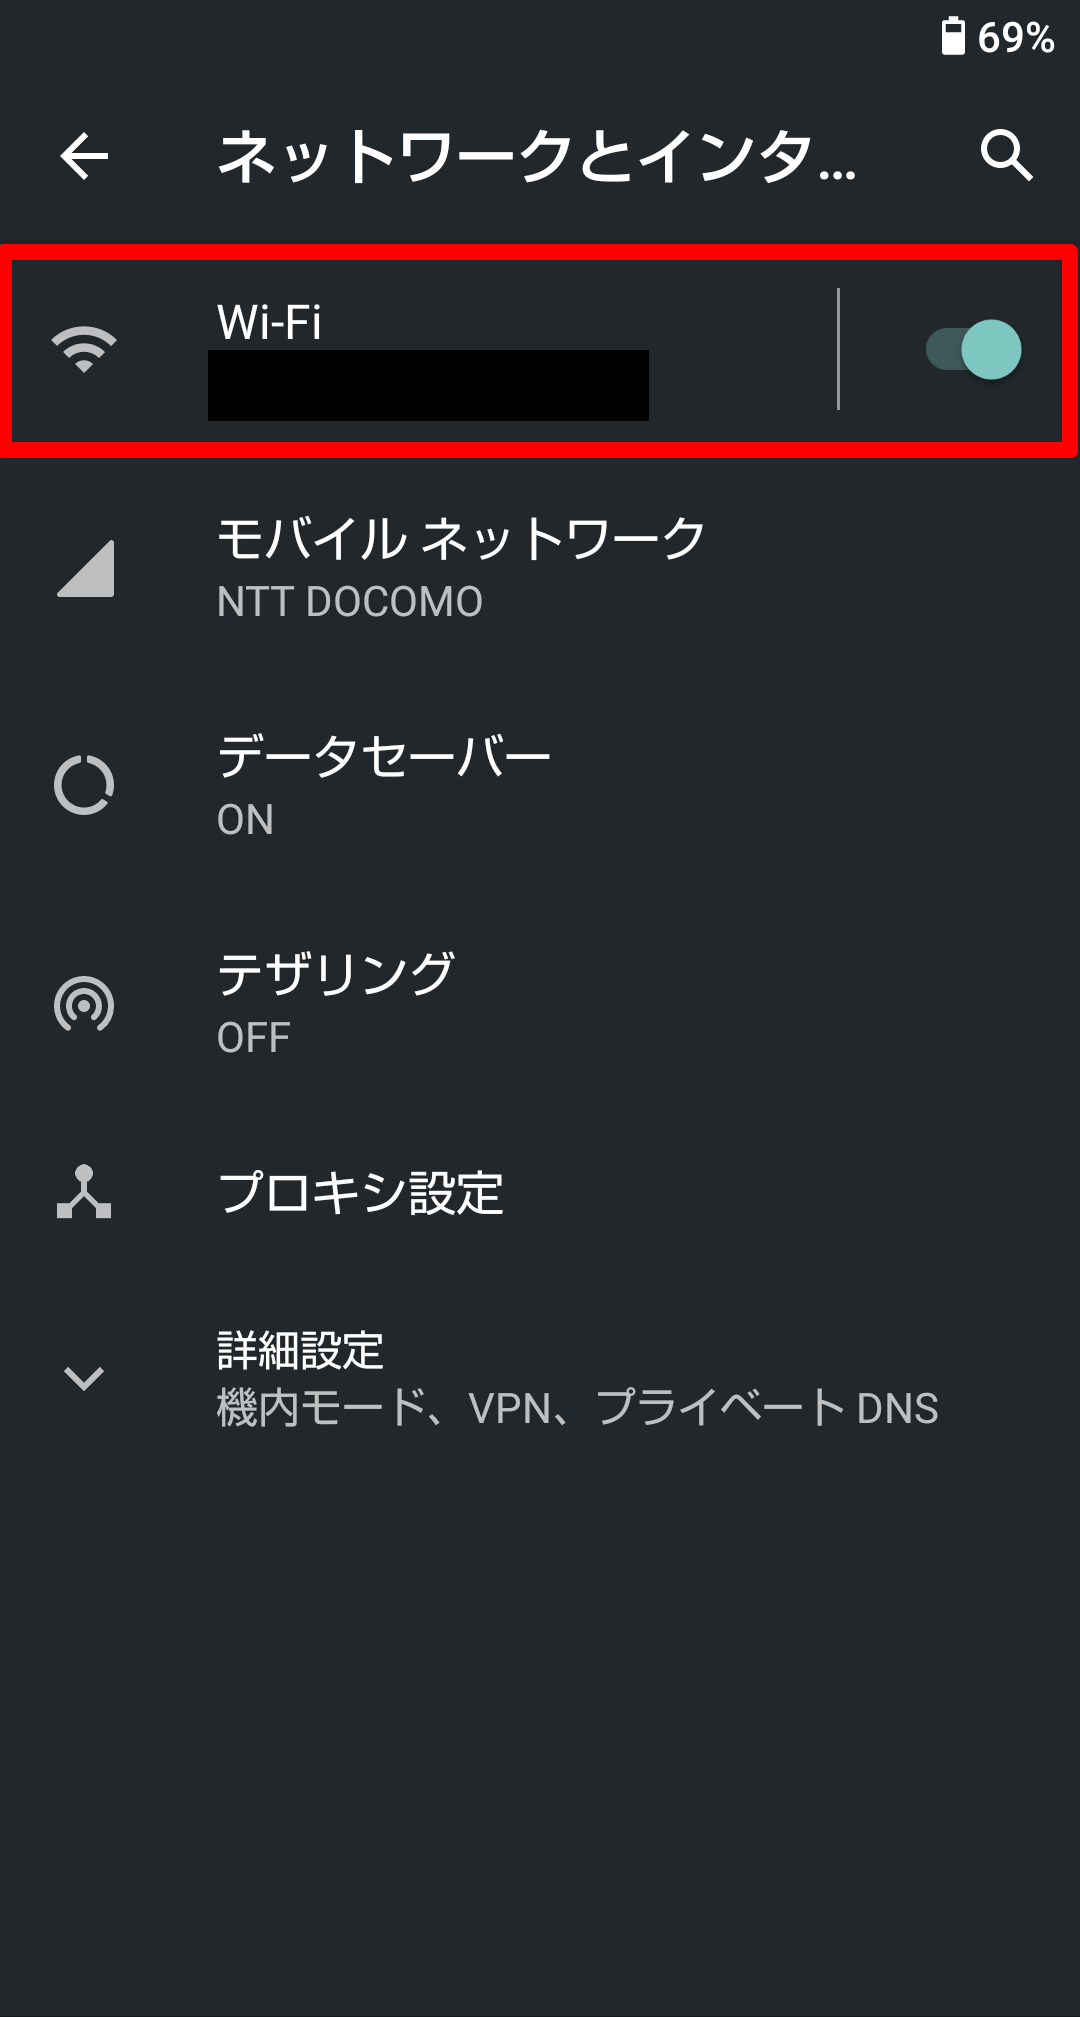 69%
ネットワークとインタ...
Wi-Fi
モバイル ネットワーク
NTT DOCOMO
データセーバー
ON
テザリング
OFF
プロキシ設定
詳細設定
機内モード、VPN、プライベート DNS